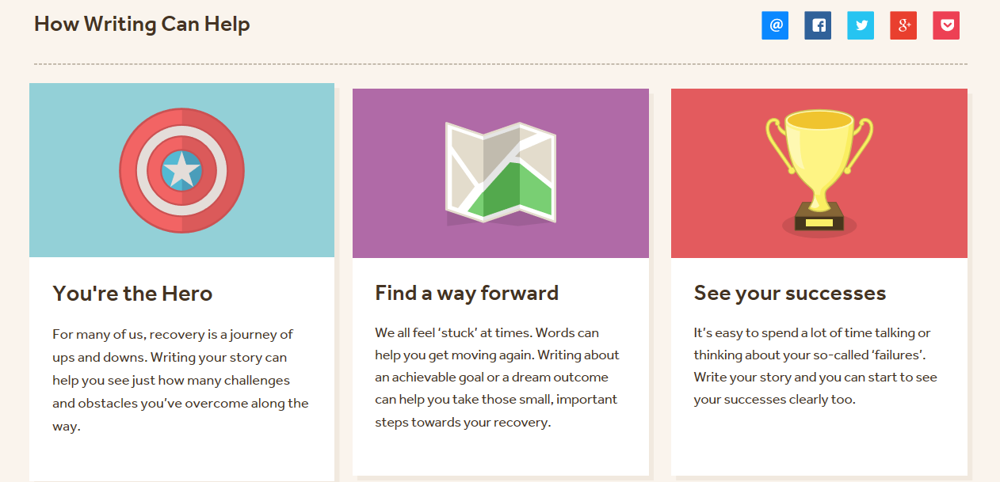 How Writing Can Help
You're the Hero
For many of us, recovery is a journey of
ups and downs. Writing your story can
help you see just how many challenges
and obstacles you’ve overcome along the
way.
Find a way forward
We all feel ‘stuck’ at times. Words can
help you get moving again. Writing about
an achievable goal or a dream outcome
can help you take those small, important
steps towards your recovery.
See your successes
It’s easy to spend a lot of time talking or
thinking about your so-called ‘failures’.
Write your story and you can start to see
your successes clearly too.